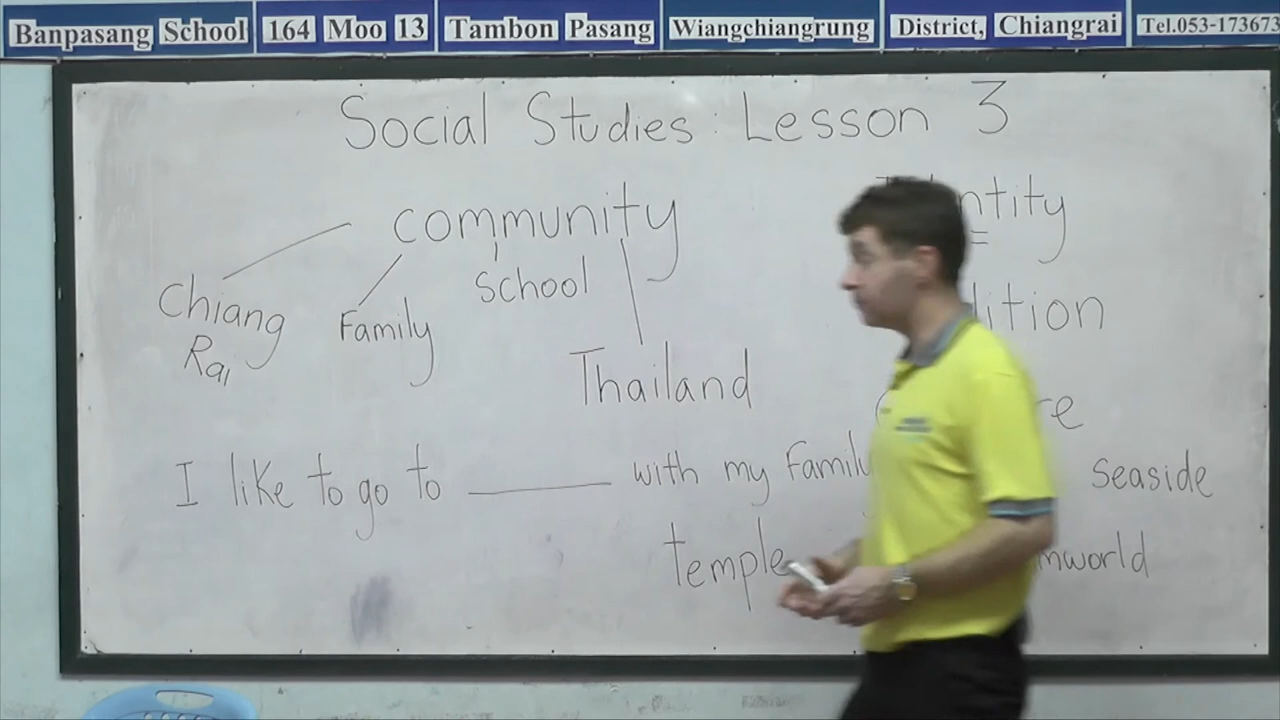 Banpasang School 164 Moo 13 Tambon Pasang Wiangchiangrung District, Chiangrai Tel.053-173673
Social Studies: Lesson 3
community
School
Chiang
Rai
Family
Thailand
=
I like to go to ______ with my Family
seaside
temple